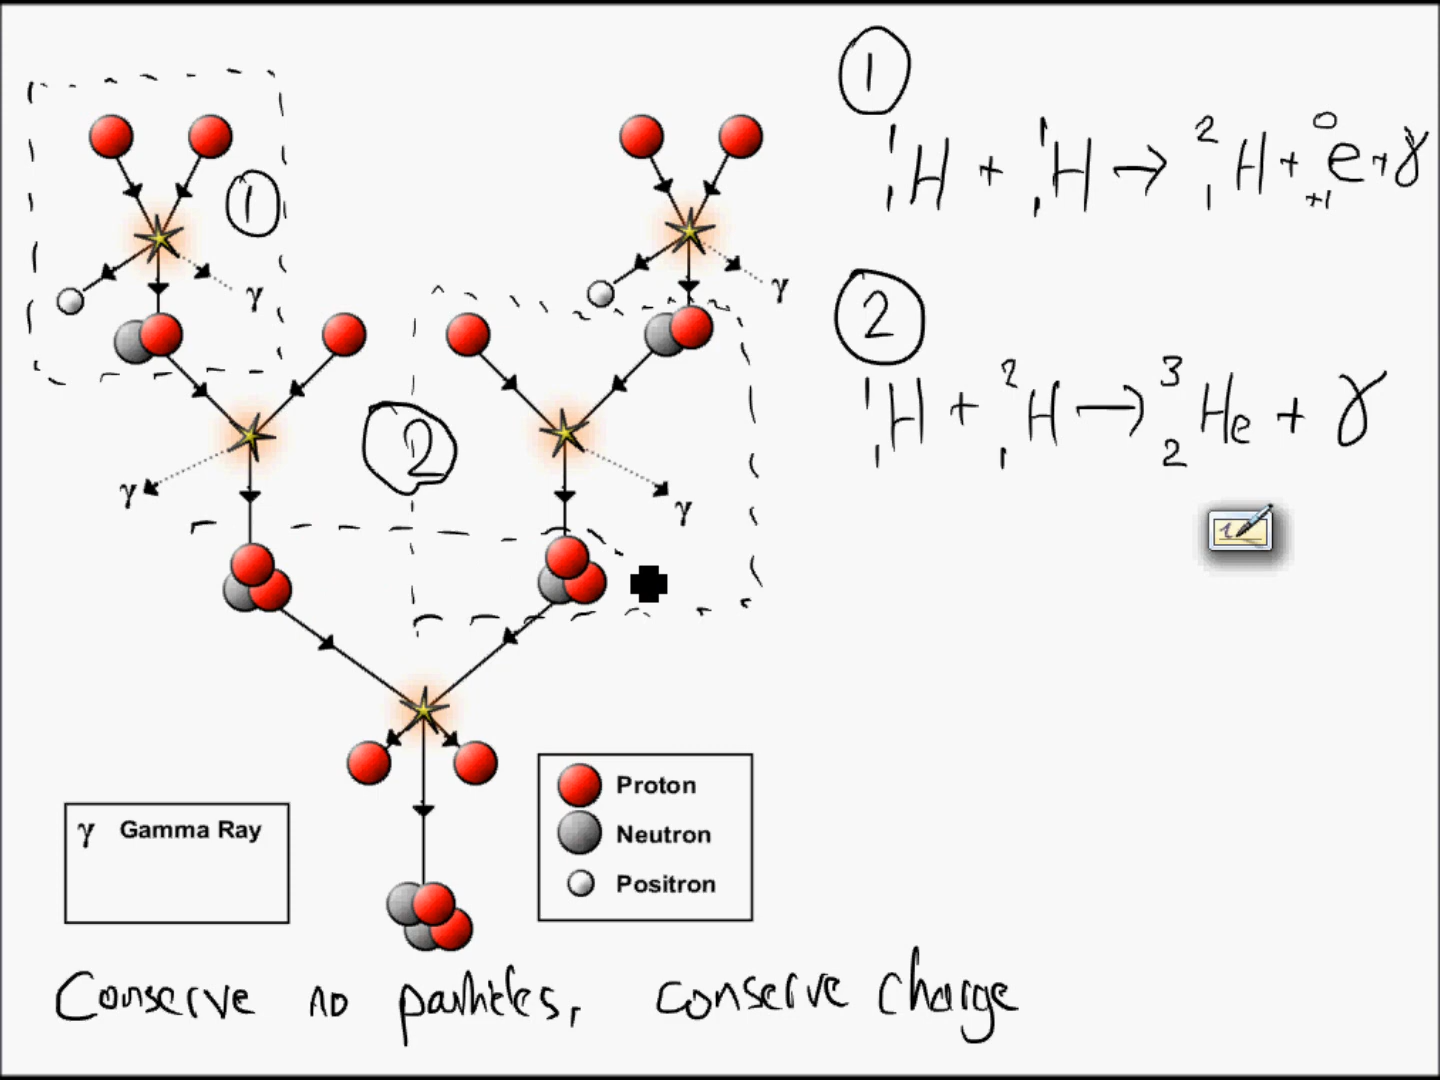 1
¹₁H + ¹₁H → ²₁H + ⁰₊₁e + γ
1
γ
γ
2
¹₁H + ²₁H → ³₂He + γ
2
γ
γ
Proton
γ Gamma Ray
Neutron
Positron
Conserve no particles, conserve charge